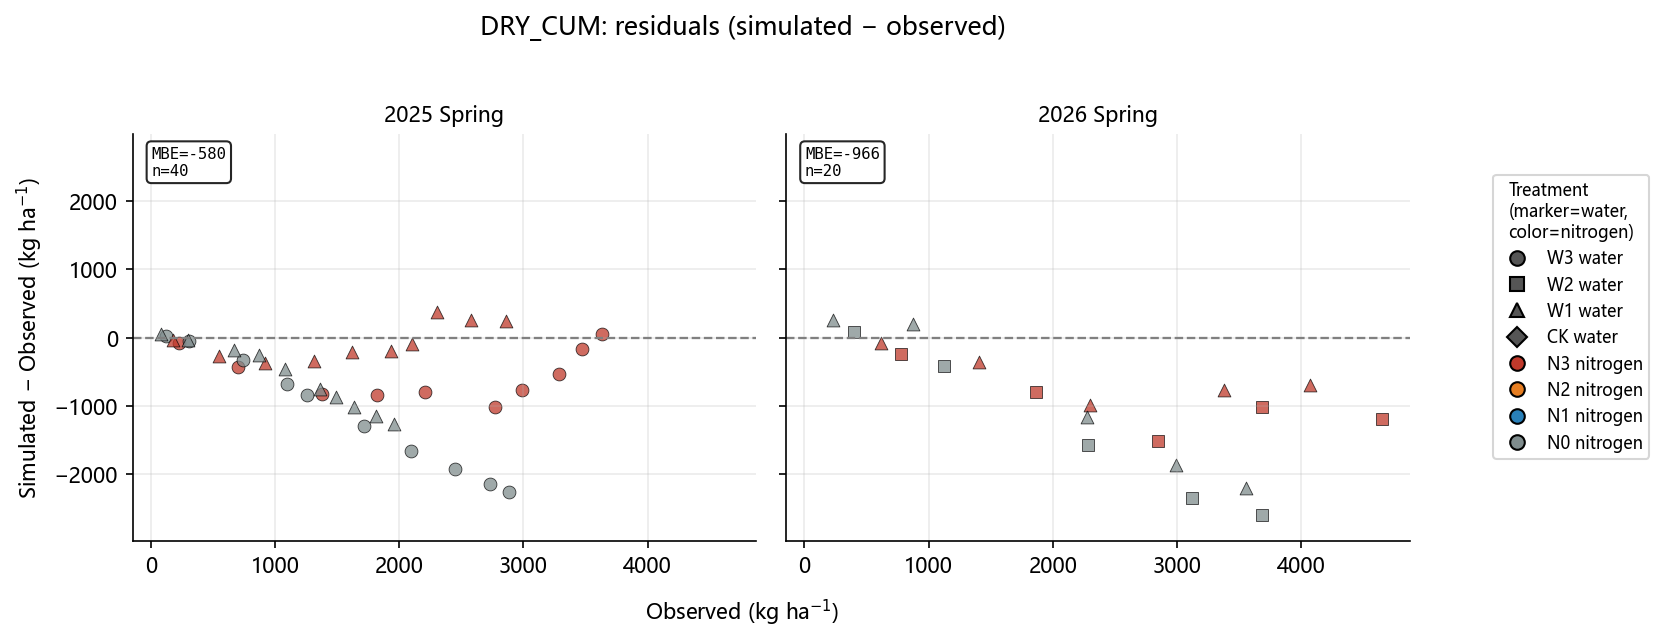 DRY_CUM: residuals (simulated − observed)
2025 Spring
2026 Spring
MBE=-580
n=40
MBE=-966
n=20
Simulated − Observed (kg ha⁻¹)
2000
1000
0
−1000
−2000
0 1000 2000 3000 4000
0 1000 2000 3000 4000
Observed (kg ha⁻¹)
Treatment
(marker=water,
color=nitrogen)
W3 water
W2 water
W1 water
CK water
N3 nitrogen
N2 nitrogen
N1 nitrogen
N0 nitrogen